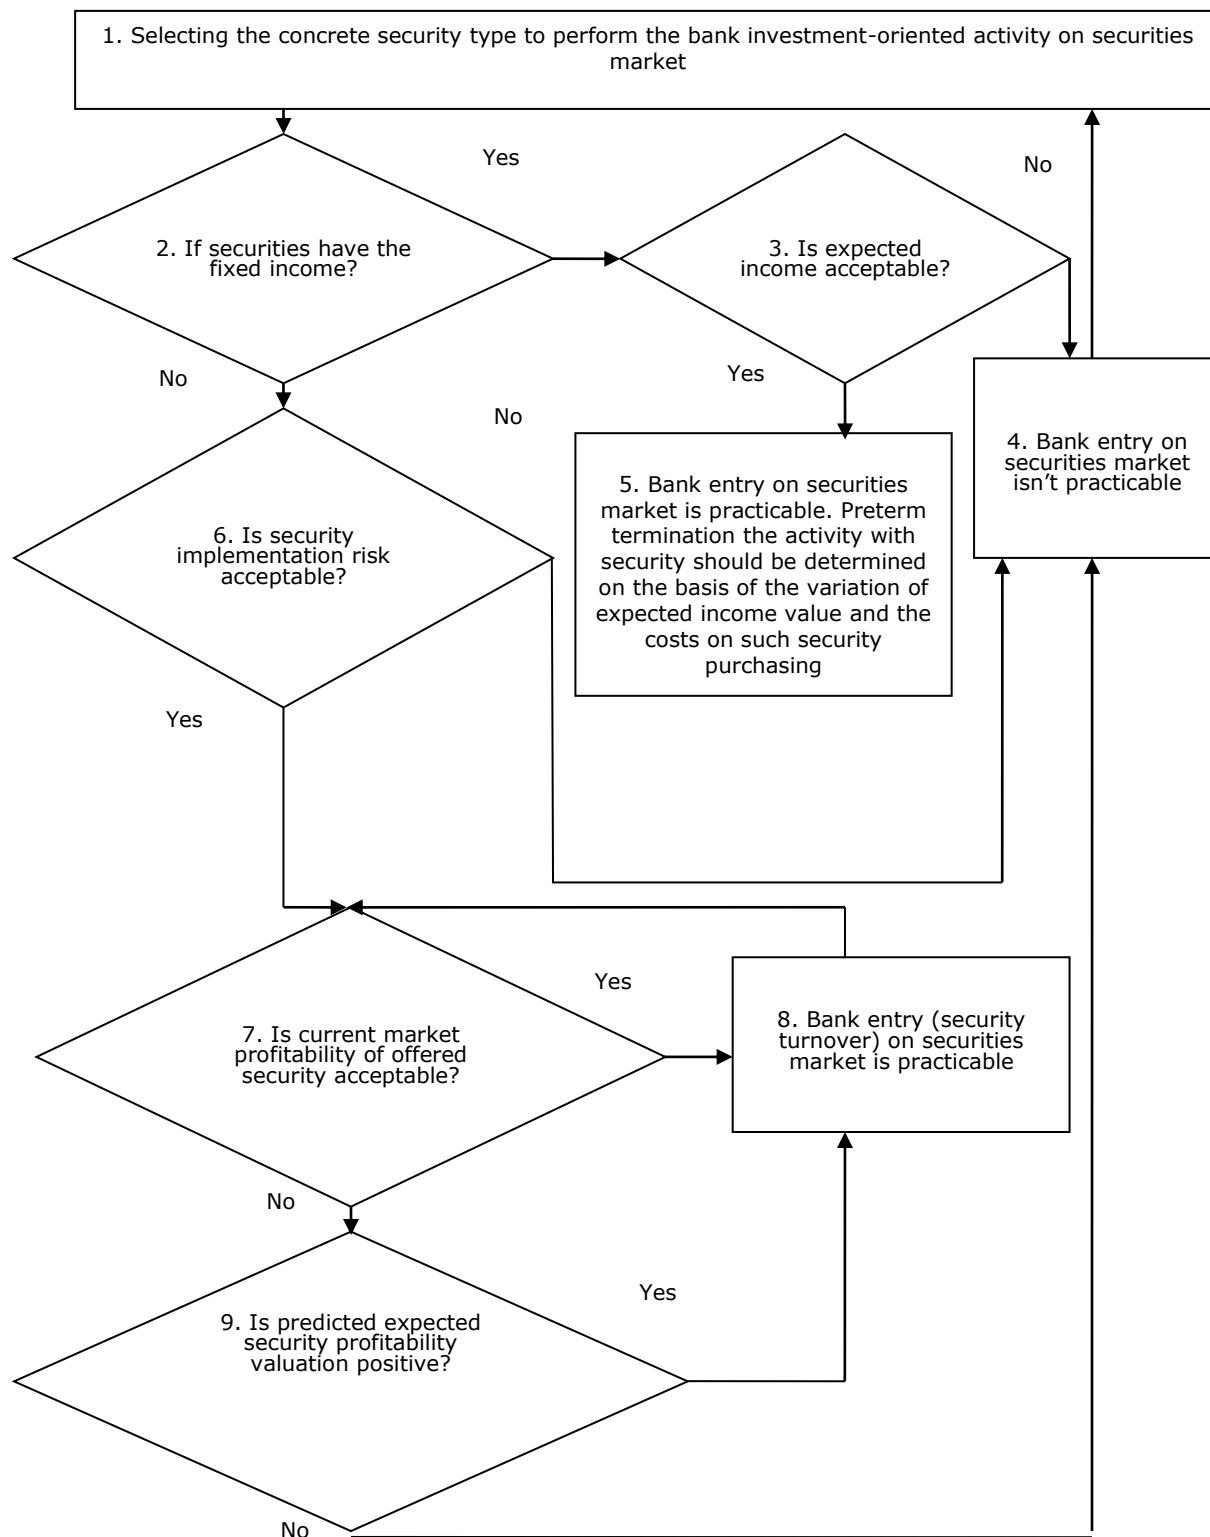 1. Selecting the concrete security type to perform the bank investment-oriented activity on securities
market
Yes
No
2. If securities have the
fixed income?
3. Is expected
income acceptable?
No
Yes
No
4. Bank entry on
securities market
isn’t practicable
5. Bank entry on securities
market is practicable. Preterm
termination the activity with
security should be determined
on the basis of the variation of
expected income value and the
costs on such security
purchasing
6. Is security
implementation risk
acceptable?
Yes
Yes
7. Is current market
profitability of offered
security acceptable?
8. Bank entry (security
turnover) on securities
market is practicable
No
Yes
9. Is predicted expected
security profitability
valuation positive?
No